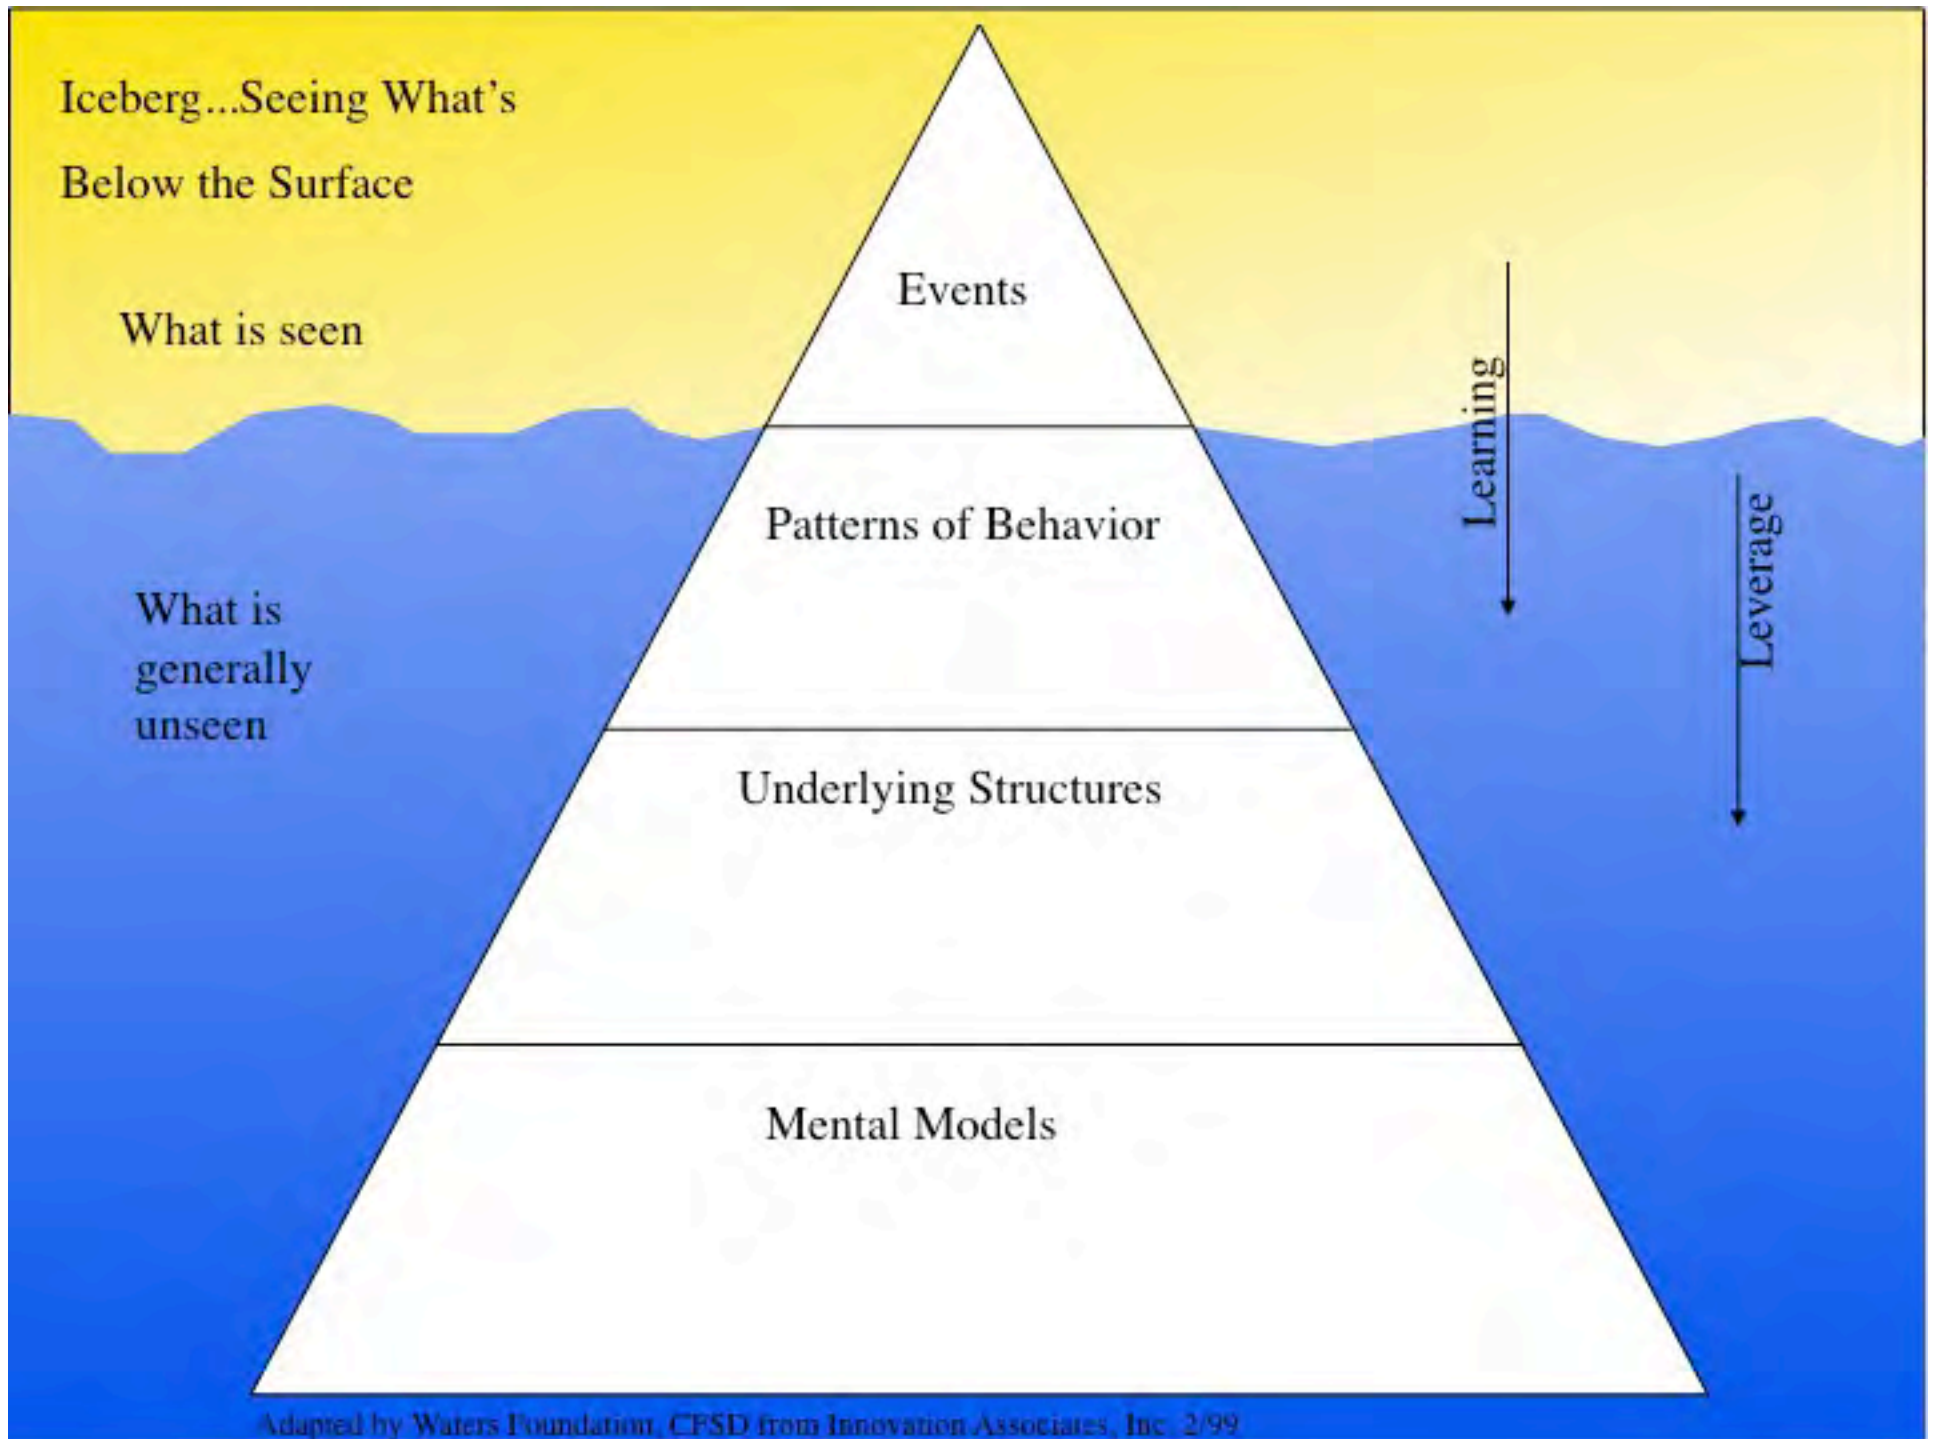 Iceberg...Seeing What's
Below the Surface
What is seen
Events
Learning
Patterns of Behavior
Leverage
What is
generally
unseen
Underlying Structures
Mental Models
Adapted by Waters Foundation, CFSD from Innovation Associates, Inc. 2/99